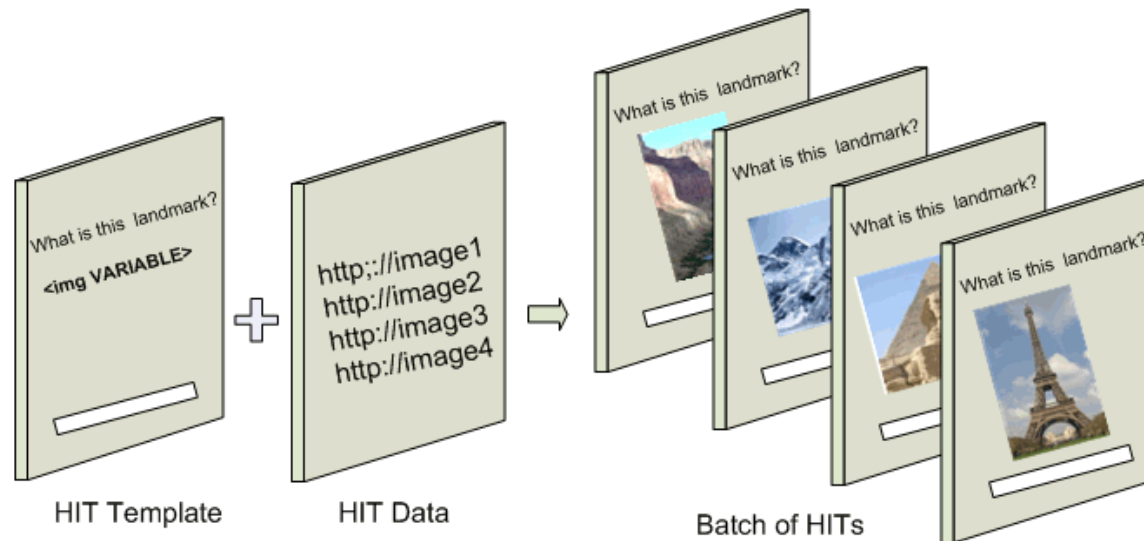 What is this landmark?
<img VARIABLE>
HIT Template
http;://image1
http://image2
http://image3
http://image4
HIT Data
What is this landmark?
What is this landmark?
What is this landmark?
What is this landmark?
Batch of HITs